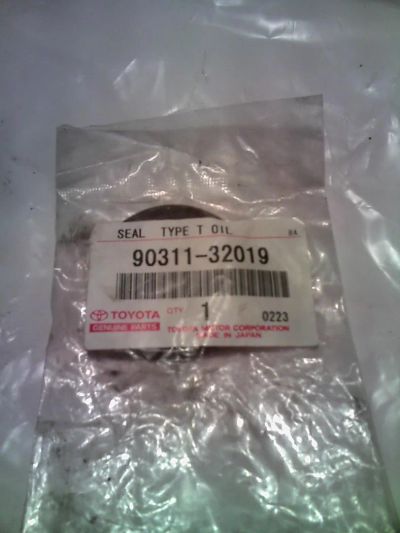 SEAL TYPE T OIL
90311-32019
TOYOTA QTY 1 0223
GENUINE PARTS TOYOTA MOTOR CORPORATION
MADE IN JAPAN